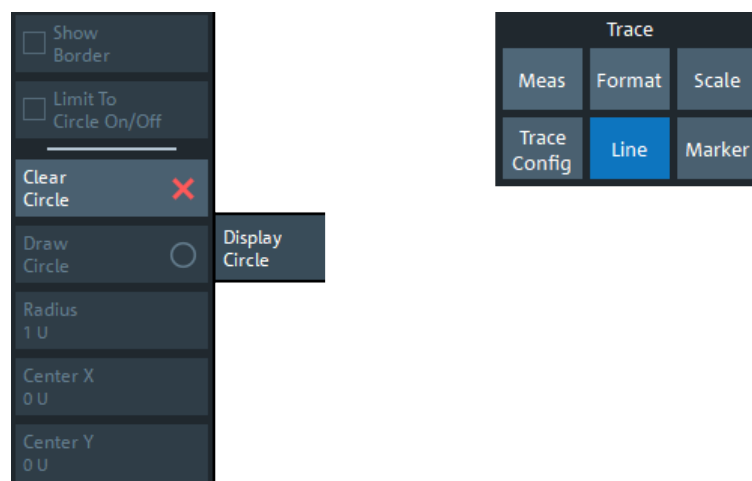 Show
Border
Limit To
Circle On/Off
Clear
Circle
Draw
Circle
Radius
1 U
Center X
0 U
Center Y
0 U
Display
Circle
Trace
Meas
Format
Scale
Trace
Config
Line
Marker